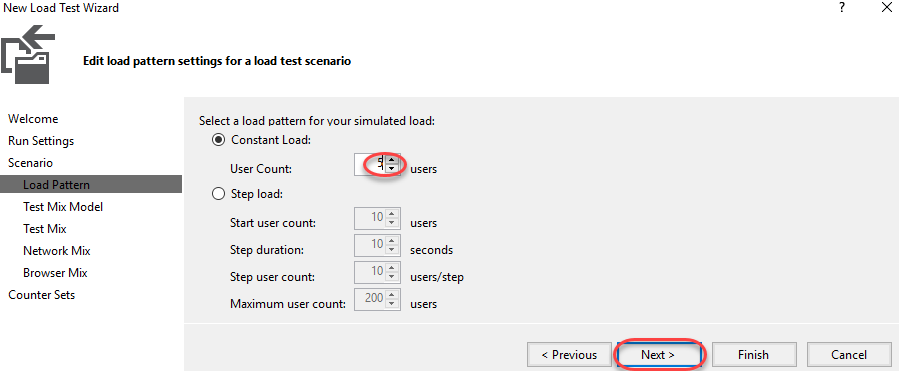 New Load Test Wizard
Edit load pattern settings for a load test scenario
Welcome
Run Settings
Scenario
Load Pattern
Test Mix Model
Test Mix
Network Mix
Browser Mix
Counter Sets
Select a load pattern for your simulated load:
Constant Load:
User Count: 5 users
Step load:
Start user count: 10 users
Step duration: 10 seconds
Step user count: 10 users/step
Maximum user count: 200 users
< Previous Next > Finish Cancel